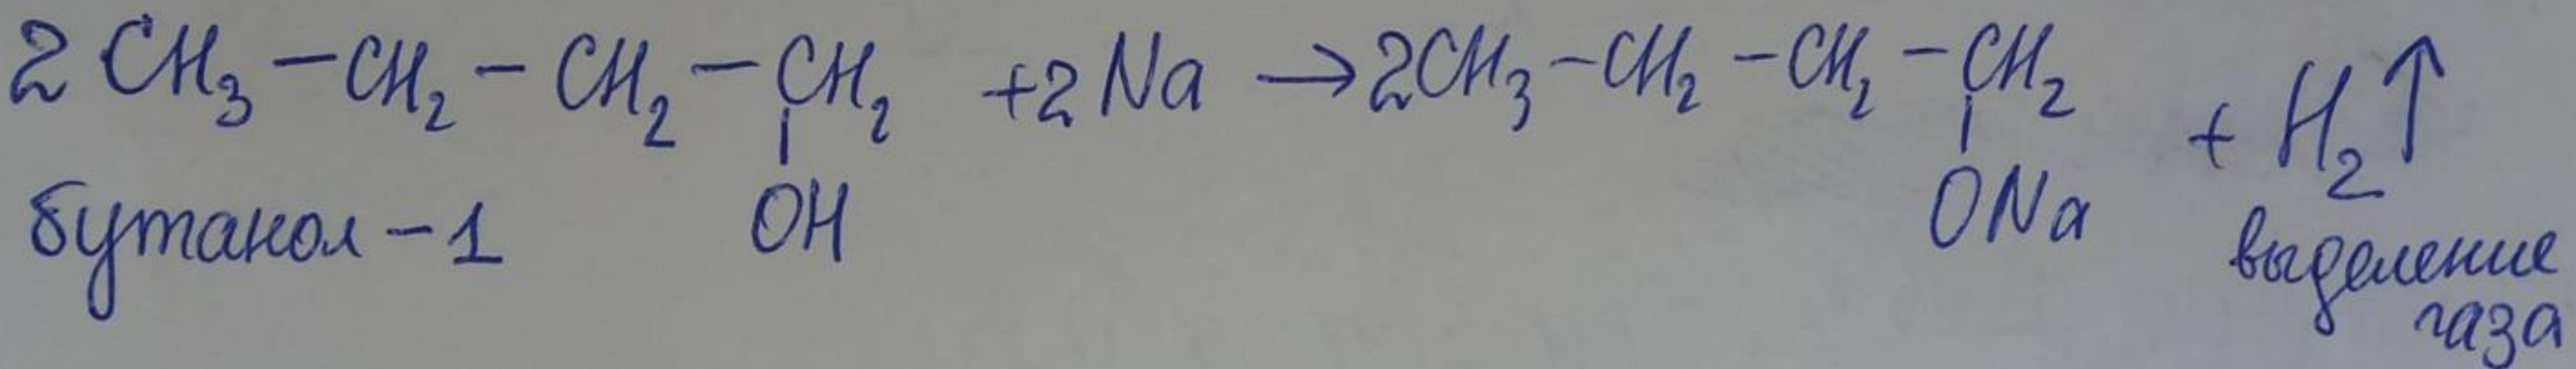 2 CH₃ – CH₂ – CH₂ – CH₂ +2 Na → 2CH₃ – CH₂ – CH₂ – CH₂ + H₂↑
бутанол – 1 OH ONa выделение
газа